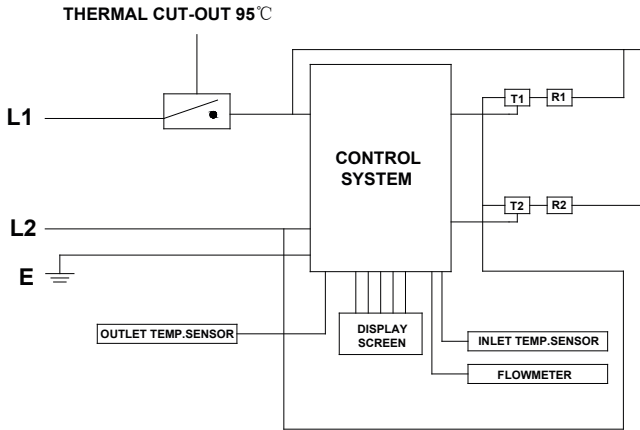 THERMAL CUT-OUT 95℃
L1
T1
R1
CONTROL
SYSTEM
T2
R2
L2
E
OUTLET TEMP.SENSOR
DISPLAY
SCREEN
INLET TEMP.SENSOR
FLOWMETER